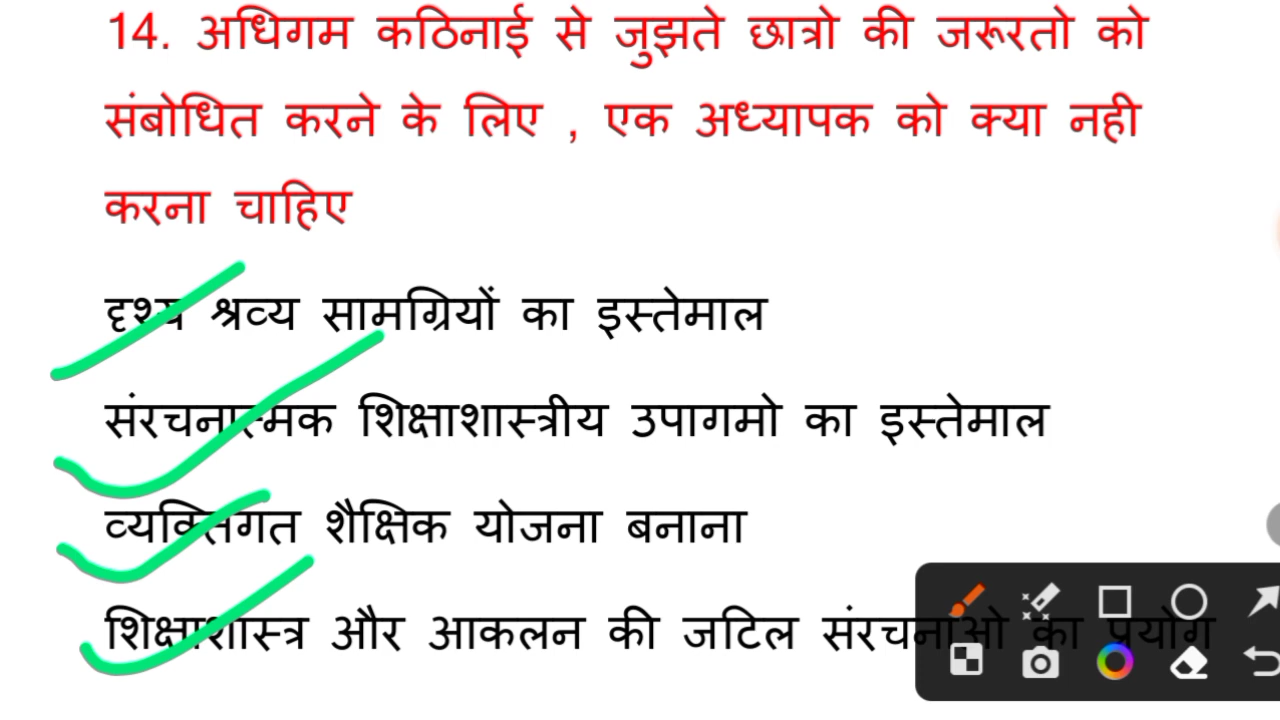 14. अधिगम कठिनाई से जुझते छात्रो की जरूरतो को
संबोधित करने के लिए , एक अध्यापक को क्या नही
करना चाहिए
दृश्य श्रव्य सामग्रियों का इस्तेमाल
संरचनात्मक शिक्षाशास्त्रीय उपागमो का इस्तेमाल
व्यक्तिगत शैक्षिक योजना बनाना
शिक्षाशास्त्र और आकलन की जटिल संरचनाओ का प्रयोग